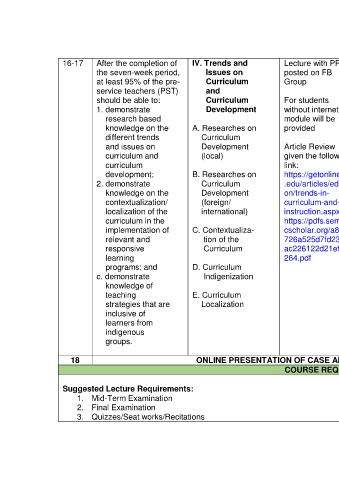 16-17
After the completion of
the seven-week period,
at least 95% of the pre-
service teachers (PST)
should be able to:
1. demonstrate
research based
knowledge on the
different trends
and issues on
curriculum and
curriculum
development;
2. demonstrate
knowledge on the
contextualization/
localization of the
curriculum in the
implementation of
relevant and
responsive
learning
programs; and
c. demonstrate
knowledge of
teaching
strategies that are
inclusive of
learners from
indigenous
groups.
IV. Trends and
Issues on
Curriculum
and
Curriculum
Development
A. Researches on
Curriculum
Development
(local)
B. Researches on
Curriculum
Development
(foreign/
international)
C. Contextualiza-
tion of the
Curriculum
D. Curriculum
Indigenization
E. Curriculum
Localization
Lecture with PP
posted on FB
Group
For students
without internet
module will be
provided
Article Review
given the follow
link:
https://getonline
.edu/articles/ed
on/trends-in-
curriculum-and-
instruction.aspx
https://pdfs.sem
cscholar.org/a8
726a525d7fd23
ac226122d21ef
264.pdf
18
ONLINE PRESENTATION OF CASE A
COURSE REQ
Suggested Lecture Requirements:
1. Mid-Term Examination
2. Final Examination
3. Quizzes/Seat works/Recitations